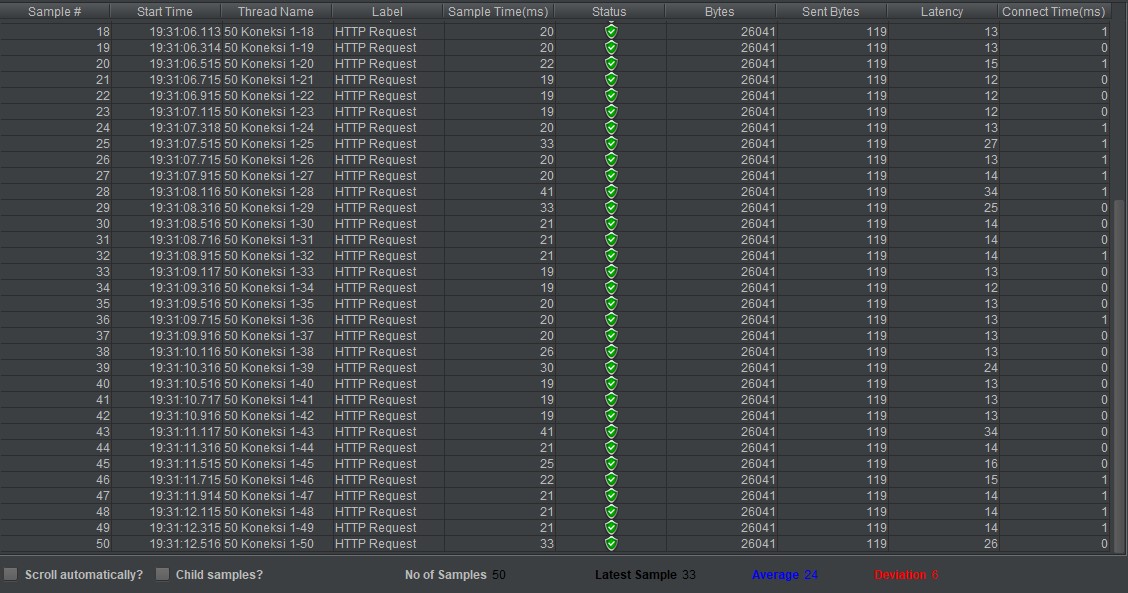 Sample # Start Time Thread Name Label Sample Time(ms) Status Bytes Sent Bytes Latency Connect Time(ms)
18 19:31:06.113 50 Koneksi 1-18 HTTP Request 20 26041 119 13 1
19 19:31:06.314 50 Koneksi 1-19 HTTP Request 20 26041 119 13 0
20 19:31:06.515 50 Koneksi 1-20 HTTP Request 22 26041 119 15 1
21 19:31:06.715 50 Koneksi 1-21 HTTP Request 19 26041 119 12 0
22 19:31:06.915 50 Koneksi 1-22 HTTP Request 19 26041 119 12 0
23 19:31:07.115 50 Koneksi 1-23 HTTP Request 19 26041 119 12 0
24 19:31:07.318 50 Koneksi 1-24 HTTP Request 20 26041 119 13 1
25 19:31:07.515 50 Koneksi 1-25 HTTP Request 33 26041 119 27 1
26 19:31:07.715 50 Koneksi 1-26 HTTP Request 20 26041 119 13 1
27 19:31:07.915 50 Koneksi 1-27 HTTP Request 20 26041 119 14 1
28 19:31:08.116 50 Koneksi 1-28 HTTP Request 41 26041 119 34 1
29 19:31:08.316 50 Koneksi 1-29 HTTP Request 33 26041 119 25 0
30 19:31:08.516 50 Koneksi 1-30 HTTP Request 21 26041 119 14 0
31 19:31:08.716 50 Koneksi 1-31 HTTP Request 21 26041 119 14 0
32 19:31:08.915 50 Koneksi 1-32 HTTP Request 21 26041 119 14 1
33 19:31:09.117 50 Koneksi 1-33 HTTP Request 19 26041 119 13 0
34 19:31:09.316 50 Koneksi 1-34 HTTP Request 19 26041 119 12 0
35 19:31:09.516 50 Koneksi 1-35 HTTP Request 20 26041 119 13 0
36 19:31:09.715 50 Koneksi 1-36 HTTP Request 20 26041 119 13 1
37 19:31:09.916 50 Koneksi 1-37 HTTP Request 20 26041 119 13 0
38 19:31:10.116 50 Koneksi 1-38 HTTP Request 26 26041 119 13 0
39 19:31:10.316 50 Koneksi 1-39 HTTP Request 30 26041 119 24 0
40 19:31:10.516 50 Koneksi 1-40 HTTP Request 19 26041 119 13 0
41 19:31:10.717 50 Koneksi 1-41 HTTP Request 19 26041 119 13 0
42 19:31:10.916 50 Koneksi 1-42 HTTP Request 19 26041 119 13 0
43 19:31:11.117 50 Koneksi 1-43 HTTP Request 41 26041 119 34 0
44 19:31:11.316 50 Koneksi 1-44 HTTP Request 21 26041 119 14 0
45 19:31:11.515 50 Koneksi 1-45 HTTP Request 25 26041 119 16 0
46 19:31:11.715 50 Koneksi 1-46 HTTP Request 22 26041 119 15 1
47 19:31:11.914 50 Koneksi 1-47 HTTP Request 21 26041 119 14 1
48 19:31:12.115 50 Koneksi 1-48 HTTP Request 21 26041 119 14 1
49 19:31:12.315 50 Koneksi 1-49 HTTP Request 21 26041 119 14 1
50 19:31:12.516 50 Koneksi 1-50 HTTP Request 33 26041 119 26 0
Scroll automatically? Child samples? No of Samples 50 Latest Sample 33 Average 24 Deviation 6